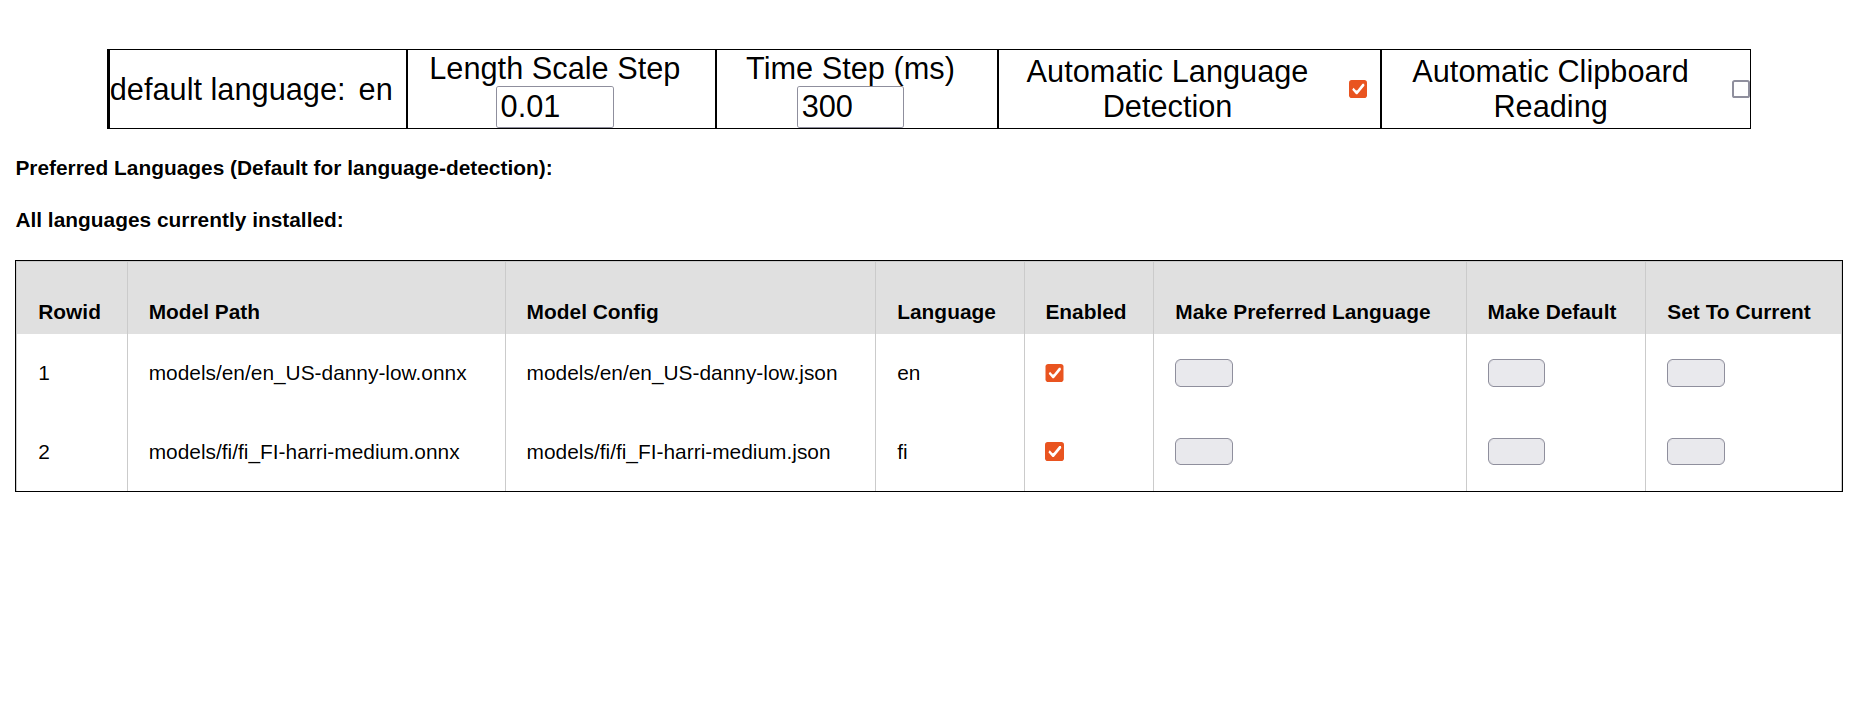 default language: en
Length Scale Step
0.01
Time Step (ms)
300
Automatic Language
Detection
Automatic Clipboard
Reading
Preferred Languages (Default for language-detection):
All languages currently installed:
Rowid Model Path Model Config Language Enabled Make Preferred Language Make Default Set To Current
1 models/en/en_US-danny-low.onnx models/en/en_US-danny-low.json en
2 models/fi/fi_FI-harri-medium.onnx models/fi/fi_FI-harri-medium.json fi